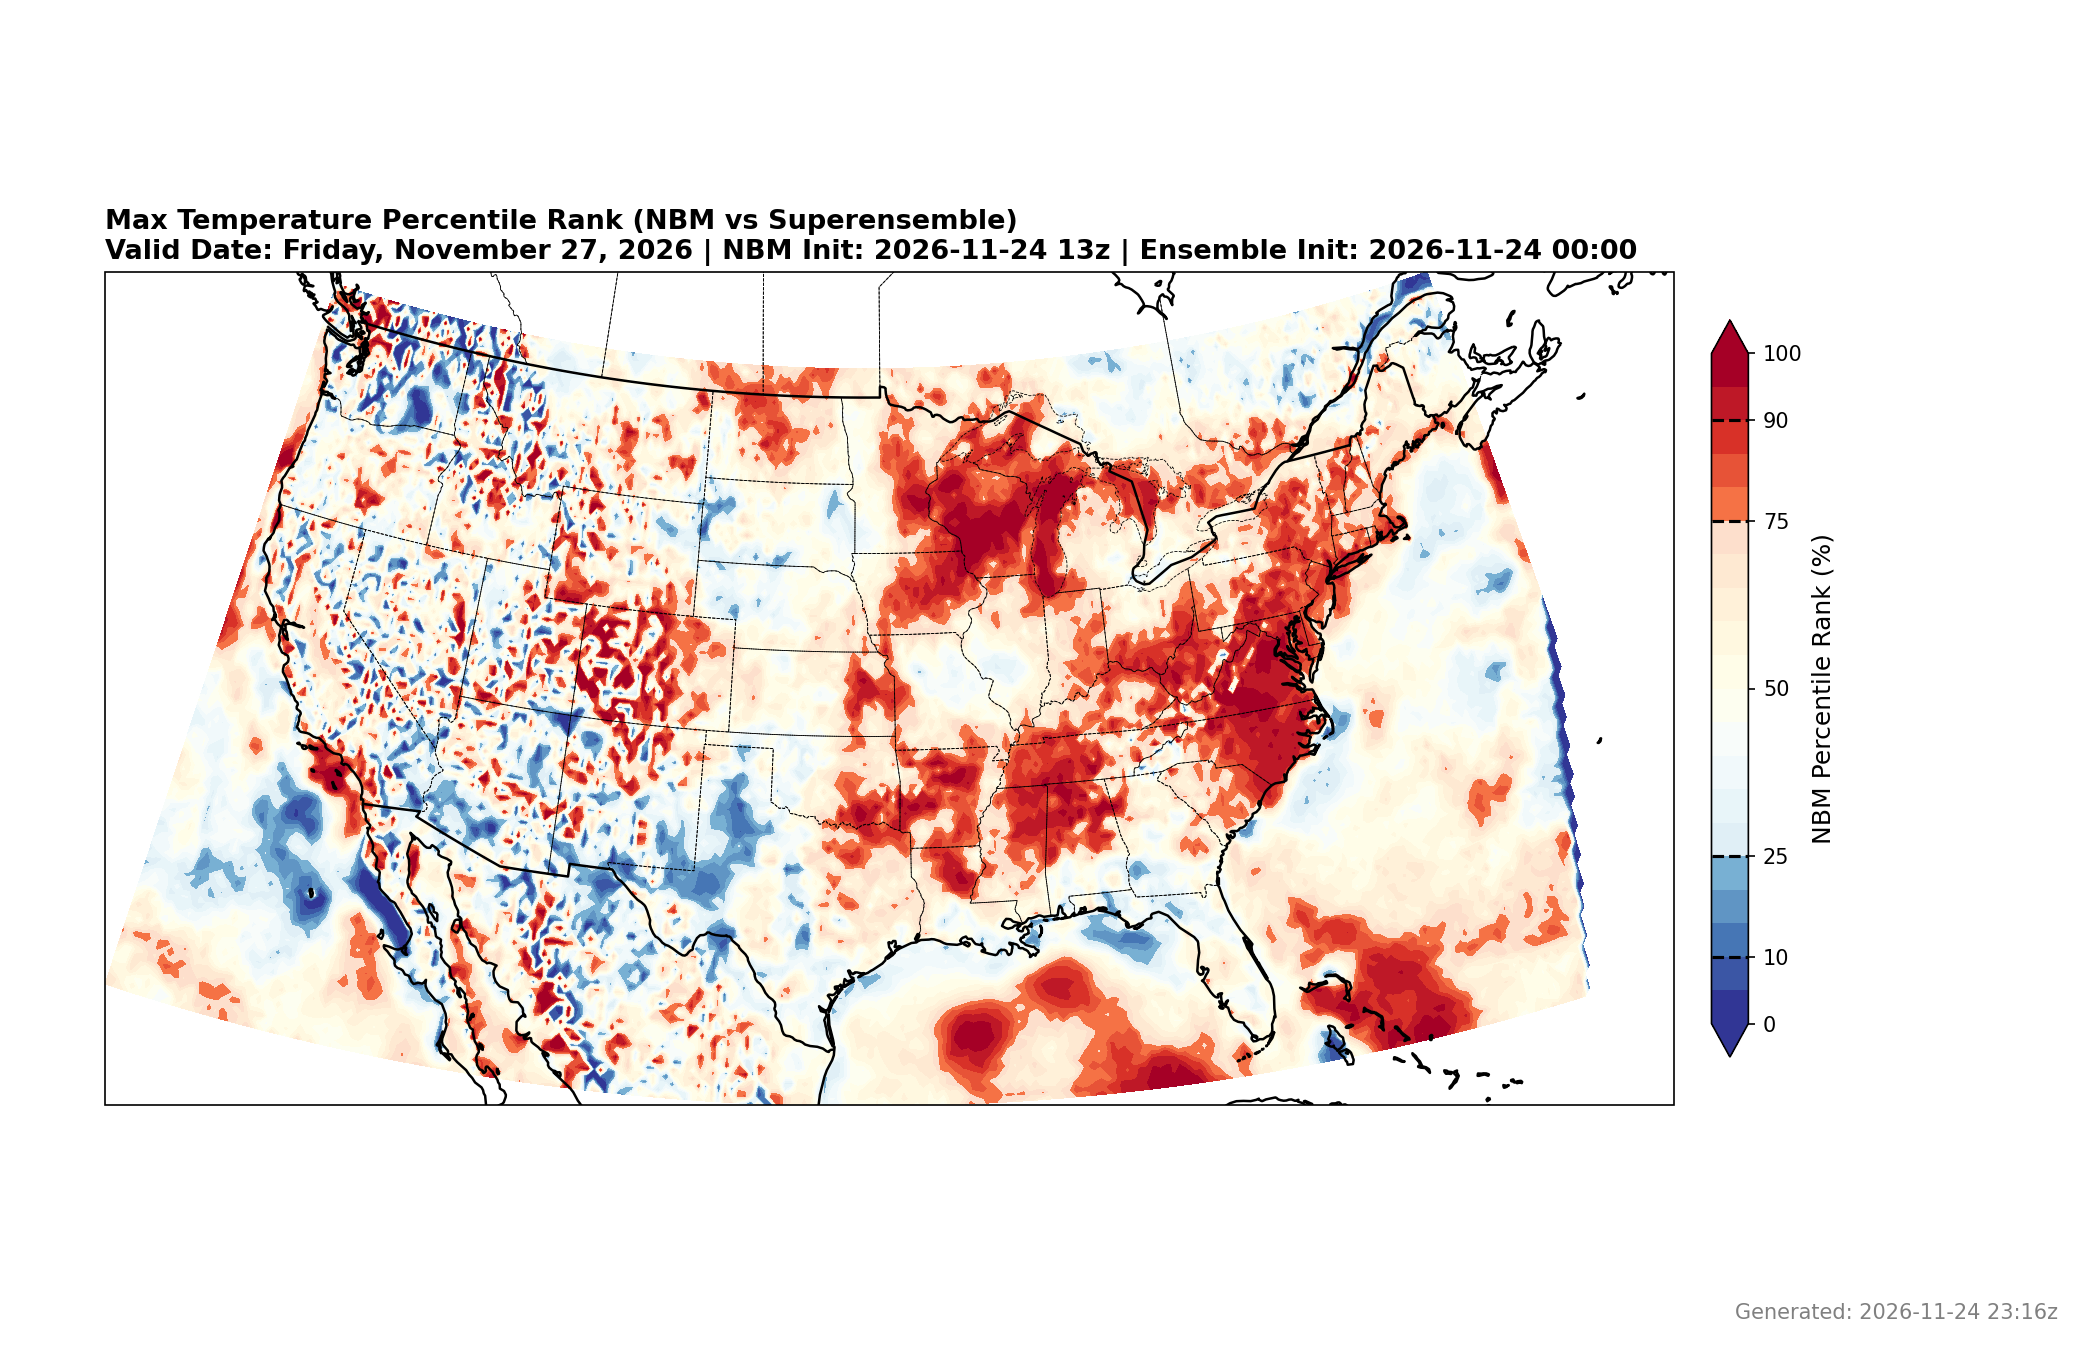 Max Temperature Percentile Rank (NBM vs Superensemble)
Valid Date: Friday, November 27, 2026 | NBM Init: 2026-11-24 13z | Ensemble Init: 2026-11-24 00:00
100
90
75
50
25
10
0
NBM Percentile Rank (%)
Generated: 2026-11-24 23:16z